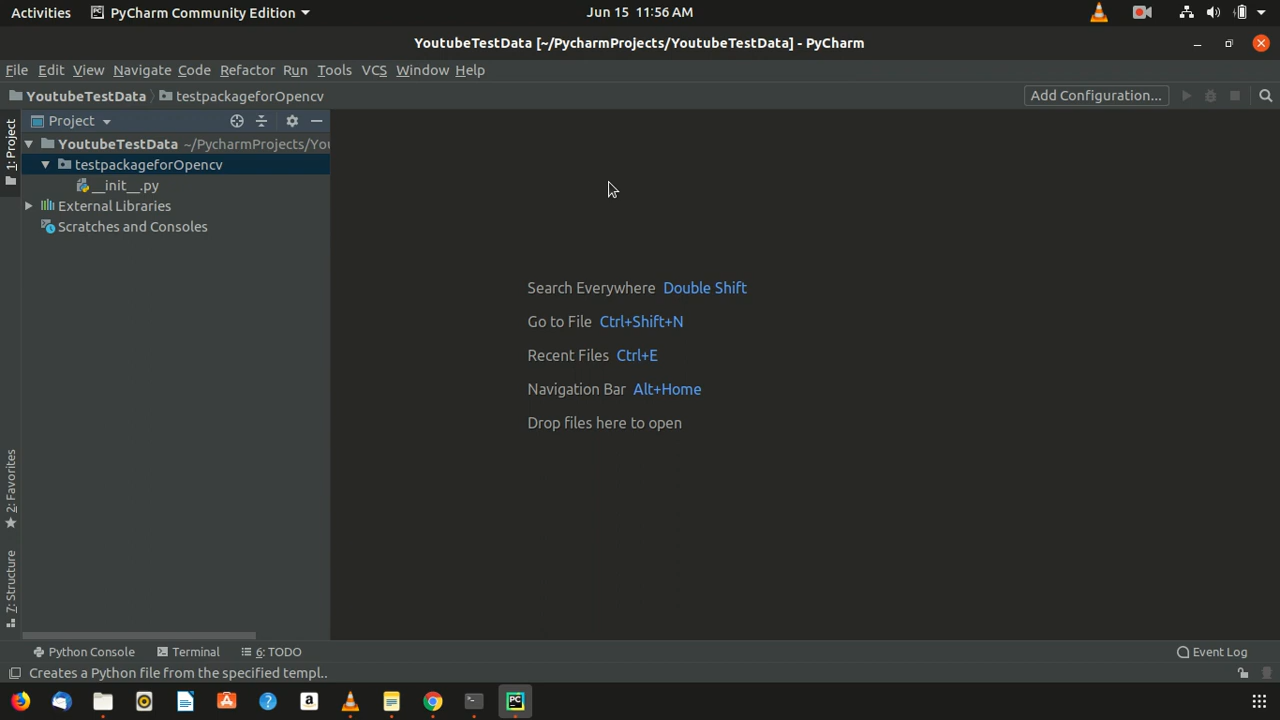 Activities PyCharm Community Edition Jun 15 11:56 AM
YoutubeTestData [~/PycharmProjects/YoutubeTestData] - PyCharm
File Edit View Navigate Code Refactor Run Tools VCS Window Help
YoutubeTestData testpackageforOpencv Add Configuration...
1: Project
Project
YoutubeTestData ~/PycharmProjects/You
testpackageforOpencv
__init__.py
External Libraries
Scratches and Consoles
Search Everywhere Double Shift
Go to File Ctrl+Shift+N
Recent Files Ctrl+E
Navigation Bar Alt+Home
Drop files here to open
2: Favorites
7: Structure
Python Console Terminal 6: TODO Event Log
Creates a Python file from the specified templ..
PC